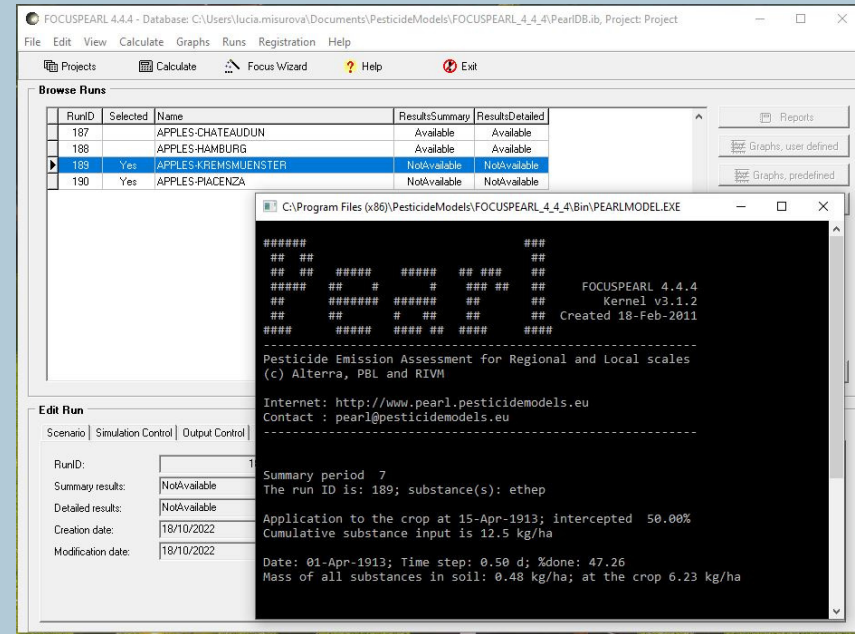 FOCUSPEARL 4.4.4 - Database: C:\Users\lucia.misurova\Documents\PesticideModels\FOCUSPEARL_4_4_4\PearlDB.ib, Project: Project
File Edit View Calculate Graphs Runs Registration Help
Projects Calculate Focus Wizard ? Help Exit
Browse Runs
RunID Selected Name ResultsSummary ResultsDetailed
187 APPLES-CHATEAUDUN Available Available
188 APPLES-HAMBURG Available Available
189 Yes APPLES-KREMSMUENSTER NotAvailable NotAvailable
190 Yes APPLES-PIACENZA NotAvailable NotAvailable
Reports
Graphs, user defined
Graphs, predefined
C:\Program Files (x86)\PesticideModels\FOCUSPEARL_4_4_4\Bin\PEARLMODEL.EXE
Pearl
FOCUSPEARL 4.4.4
Kernel v3.1.2
Created 18-Feb-2011
Pesticide Emission Assessment for Regional and Local scales
(c) Alterra, PBL and RIVM
Internet: http://www.pearl.pesticidemodels.eu
Contact : pearl@pesticidemodels.eu
Summary period 7
The run ID is: 189; substance(s): ethep
Application to the crop at 15-Apr-1913; intercepted 50.00%
Cumulative substance input is 12.5 kg/ha
Date: 01-Apr-1913; Time step: 0.50 d; %done: 47.26
Mass of all substances in soil: 0.48 kg/ha; at the crop 6.23 kg/ha
Edit Run
Scenario Simulation Control Output Control
RunID:
Summary results: NotAvailable
Detailed results: NotAvailable
Creation date: 18/10/2022
Modification date: 18/10/2022